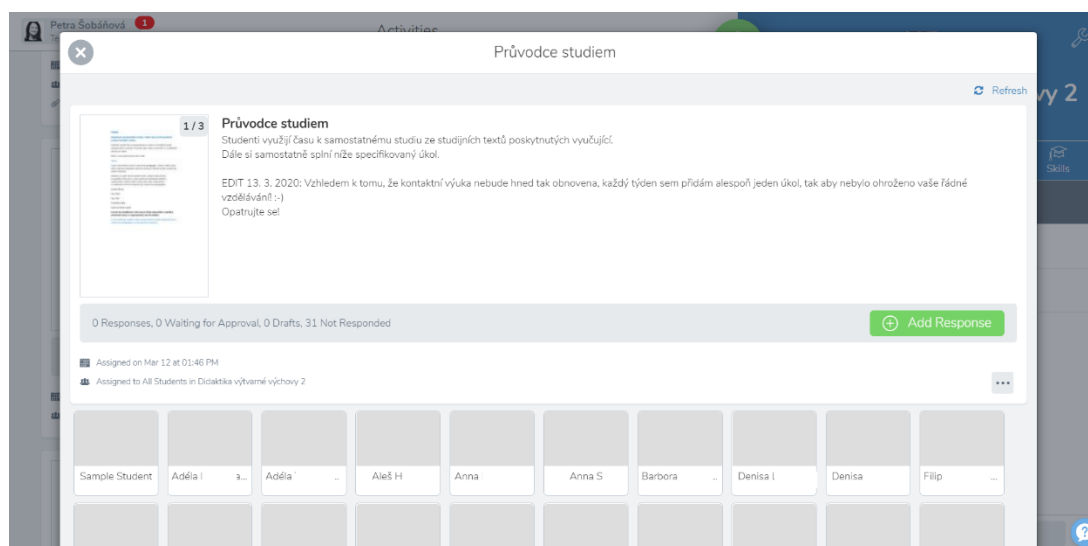 Petra Šobáňová 1
Activities
Průvodce studiem
Refresh
vy 2
Skills
1 / 3
Průvodce studiem
Studenti využijí času k samostatnému studiu ze studijních textů poskytnutých vyučující.
Dále si samostatně splní níže specifikovaný úkol.
EDIT 13. 3. 2020: Vzhledem k tomu, že kontaktní výuka nebude hned tak obnovena, každý týden sem přidám alespoň jeden úkol, tak aby nebylo ohroženo vaše řádné
vzdělávání! :-)
Opatrujte se!
0 Responses, 0 Waiting for Approval, 0 Drafts, 31 Not Responded
Add Response
Assigned on Mar 12 at 01:46 PM
Assigned to All Students in Didaktika výtvarné výchovy 2
Sample Student Adéla a... Adéla .. Aleš H Anna Anna S Barbora .. Denisa Denisa Filip ...